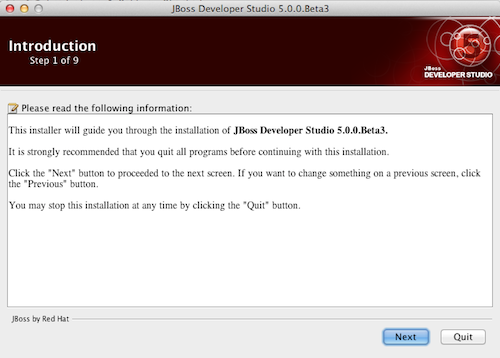 JBoss Developer Studio 5.0.0.Beta3
Introduction
Step 1 of 9
5
JBoss
DEVELOPER STUDIO
Please read the following information:
This installer will guide you through the installation of JBoss Developer Studio 5.0.0.Beta3.
It is strongly recommended that you quit all programs before continuing with this installation.
Click the "Next" button to proceeded to the next screen. If you want to change something on a previous screen, click
the "Previous" button.
You may stop this installation at any time by clicking the "Quit" button.
JBoss by Red Hat
Next
Quit